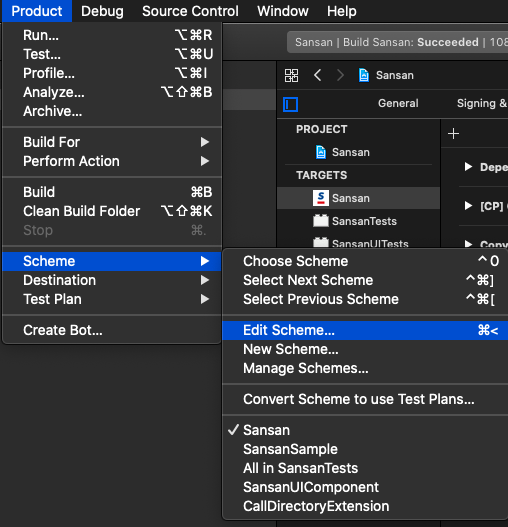 Product Debug Source Control Window Help
Run... ⌥⌘R
Test... ⌥⌘U
Profile... ⌥⌘I
Analyze... ⌥⇧⌘B
Archive...
Build For
Perform Action
Build ⌘B
Clean Build Folder ⌥⇧⌘K
Stop ⌘.
Scheme
Destination
Test Plan
Create Bot...
Sansan | Build Sansan: Succeeded | 108
Sansan
General Signing &
PROJECT
Sansan
TARGETS
Sansan
SansanTests
SansanUITests
Depe
[CP]
Copy
Choose Scheme ^0
Select Next Scheme ^⌘]
Select Previous Scheme ^⌘[
Edit Scheme... ⌘<
New Scheme...
Manage Schemes...
Convert Scheme to use Test Plans...
✓ Sansan
SansanSample
All in SansanTests
SansanUIComponent
CallDirectoryExtension